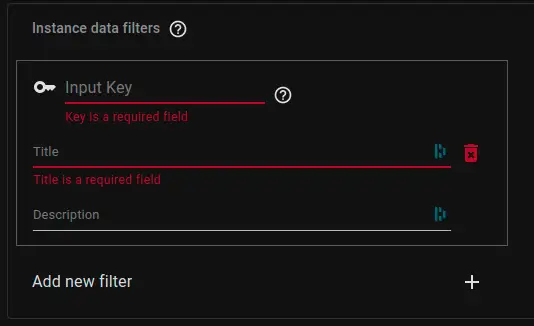 Instance data filters
Input Key
Key is a required field
Title
Title is a required field
Description
Add new filter